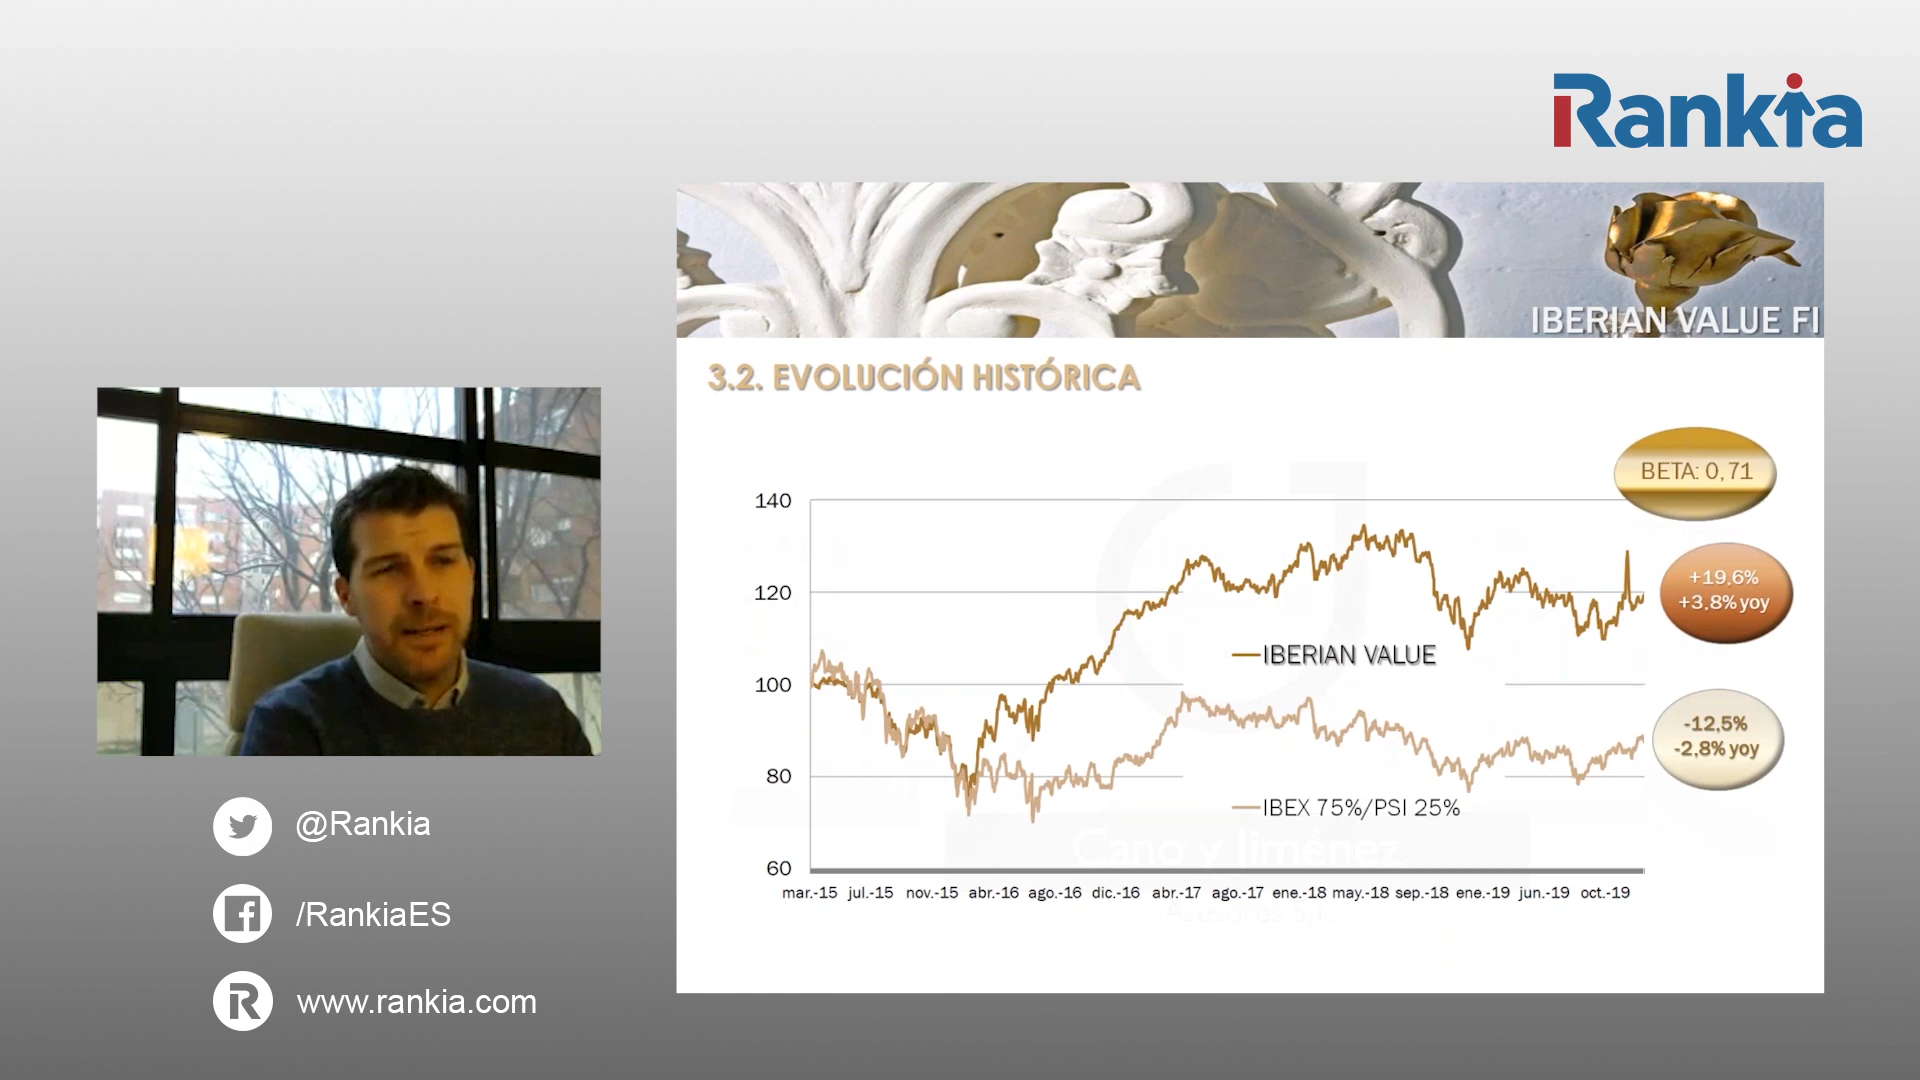 Rankia
IBERIAN VALUE FI
3.2. EVOLUCIÓN HISTÓRICA
BETA: 0,71
+19,6%
+3,8% yoy
-12,5%
-2,8% yoy
140
120
100
80
60
IBERIAN VALUE
IBEX 75%/PSI 25%
Cano y Jiménez
Asesores S.L.
mar.-15 jul.-15 nov.-15 abr.-16 ago.-16 dic.-16 abr.-17 ago.-17 ene.-18 may.-18 sep.-18 ene.-19 jun.-19 oct.-19
@Rankia
/RankiaES
www.rankia.com